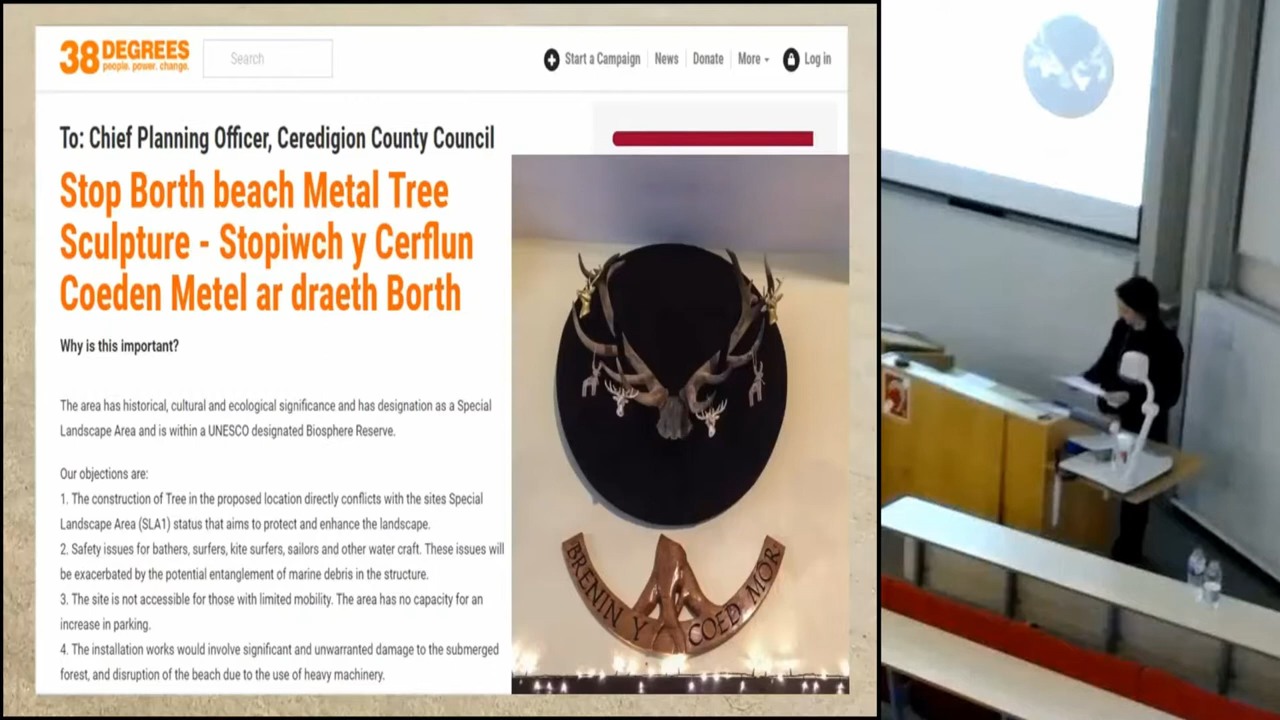 38 DEGREES
people. power. change.
Search
Start a Campaign
News
Donate
More
Log in
To: Chief Planning Officer, Ceredigion County Council
Stop Borth beach Metal Tree
Sculpture - Stopiwch y Cerflun
Coeden Metel ar draeth Borth
Why is this important?
The area has historical, cultural and ecological significance and has designation as a Special
Landscape Area and is within a UNESCO designated Biosphere Reserve.
Our objections are:
1. The construction of Tree in the proposed location directly conflicts with the sites Special
Landscape Area (SLA1) status that aims to protect and enhance the landscape.
2. Safety issues for bathers, surfers, kite surfers, sailors and other water craft. These issues will
be exacerbated by the potential entanglement of marine debris in the structure.
3. The site is not accessible for those with limited mobility. The area has no capacity for an
increase in parking.
4. The installation works would involve significant and unwarranted damage to the submerged
forest, and disruption of the beach due to the use of heavy machinery.
BRENIN Y COED MÔR